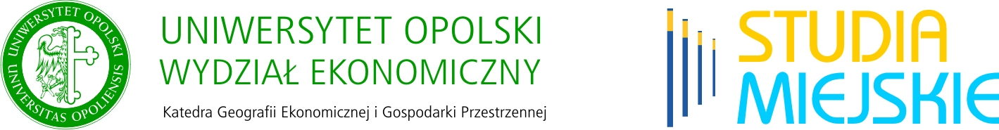 UNIWERSYTET OPOLSKI
UNIVERSITAS OPOLIENSIS
UNIWERSYTET OPOLSKI
WYDZIAŁ EKONOMICZNY
Katedra Geografii Ekonomicznej i Gospodarki Przestrzennej
STUDIA
MIEJSKIE